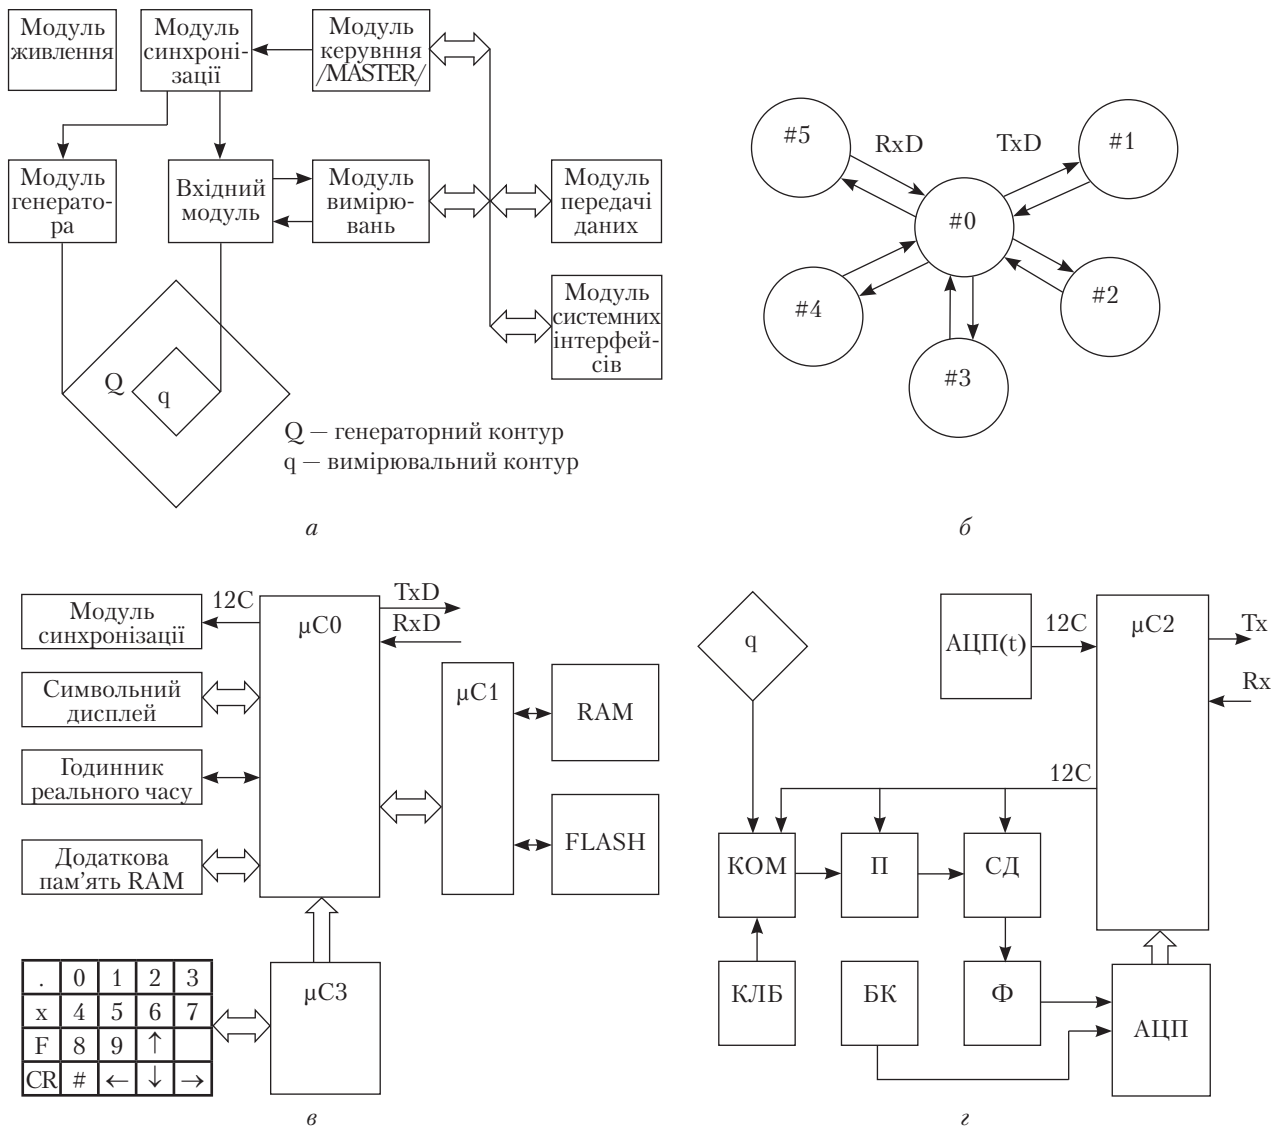 Модуль
живлення
Модуль
синхроні-
зації
Модуль
керувння
/MASTER/
Модуль
генерато-
ра
Вхідний
модуль
Модуль
вимірю-
вань
Модуль
передачі
даних
Модуль
системних
інтерфей-
сів
Q
q
Q — генераторний контур
q — вимірювальний контур
а
#5
RxD
TxD
#1
#0
#4
#2
#3
б
Модуль
синхронізації
12C
μC0
TxD
RxD
Символьний
дисплей
Годинник
реального часу
Додаткова
пам’ять RAM
μC1
RAM
FLASH
. 0 1 2 3
x 4 5 6 7
F 8 9 ↑
CR # ← ↓ →
μC3
в
q
АЦП(t)
12C
μC2
Tx
Rx
12C
КОМ
П
СД
КЛБ
БК
Ф
АЦП
г